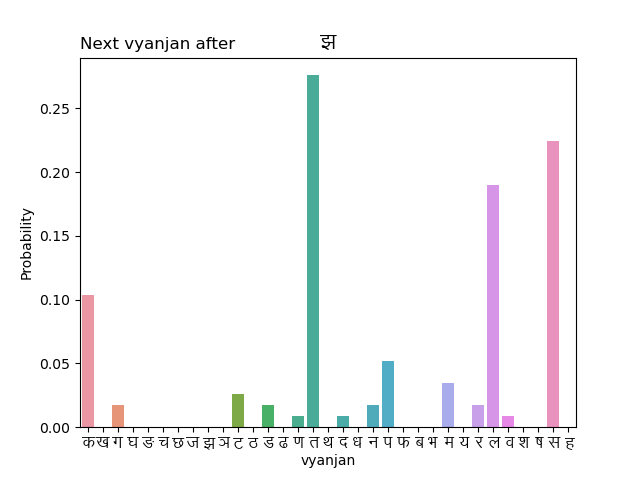 Next vyanjan after झ
Probability
0.25
0.20
0.15
0.10
0.05
0.00
क ख ग घ ङ च छ ज झ ञ ट ठ ड ढ ण त थ द ध न प फ ब भ म य र ल व श ष स ह
vyanjan